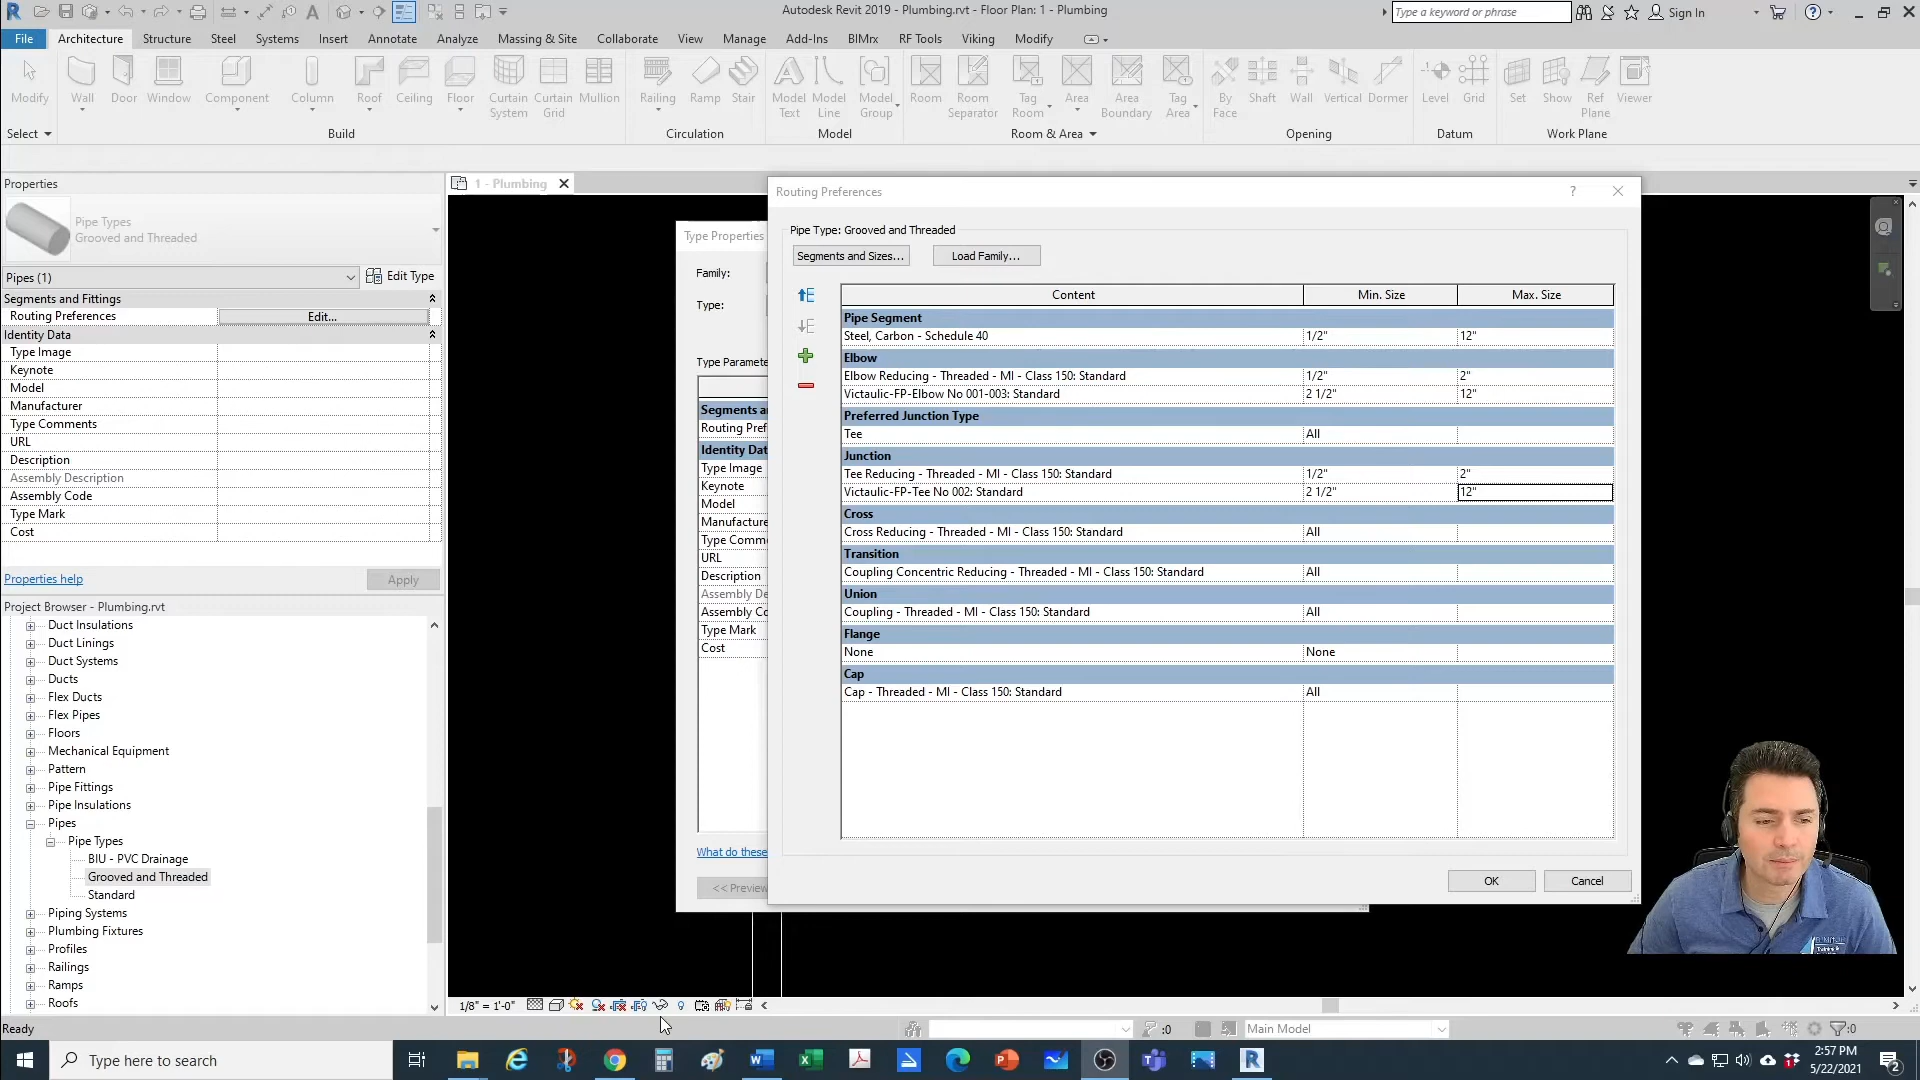 Autodesk Revit 2019 - Plumbing.rvt - Floor Plan: 1 - Plumbing
Type a keyword or phrase
Sign In
File Architecture Structure Steel Systems Insert Annotate Analyze Massing & Site Collaborate View Manage Add-Ins BIMrx RF Tools Viking Modify
Modify Wall Door Window Component Column Roof Ceiling Floor Curtain System Curtain Grid Mullion Railing Ramp Stair Model Text Model Line Model Group Room Room Separator Tag Room Area Area Boundary Tag Area By Face Shaft Wall Vertical Dormer Level Grid Set Show Ref Plane Viewer
Select Build Circulation Model Room & Area Opening Datum Work Plane
Properties
Pipe Types
Grooved and Threaded
Pipes (1) Edit Type
Segments and Fittings
Routing Preferences Edit...
Identity Data
Type Image
Keynote
Model
Manufacturer
Type Comments
URL
Description
Assembly Description
Assembly Code
Type Mark
Cost
Properties help Apply
Project Browser - Plumbing.rvt
Duct Insulations
Duct Linings
Duct Systems
Ducts
Flex Ducts
Flex Pipes
Floors
Mechanical Equipment
Pattern
Pipe Fittings
Pipe Insulations
Pipes
Pipe Types
BIU - PVC Drainage
Grooved and Threaded
Standard
Piping Systems
Plumbing Fixtures
Profiles
Railings
Ramps
Roofs
1 - Plumbing
Type Properties
Family:
Type:
Type Paramete
Segments a
Routing Pref
Identity Dat
Type Image
Keynote
Model
Manufacture
Type Comm
URL
Description
Assembly De
Assembly Co
Type Mark
Cost
What do these
<< Preview
Routing Preferences
Pipe Type: Grooved and Threaded
Segments and Sizes... Load Family...
Content Min. Size Max. Size
Pipe Segment
Steel, Carbon - Schedule 40 1/2" 12"
Elbow
Elbow Reducing - Threaded - MI - Class 150: Standard 1/2" 2"
Victaulic-FP-Elbow No 001-003: Standard 2 1/2" 12"
Preferred Junction Type
Tee All
Junction
Tee Reducing - Threaded - MI - Class 150: Standard 1/2" 2"
Victaulic-FP-Tee No 002: Standard 2 1/2" 12"
Cross
Cross Reducing - Threaded - MI - Class 150: Standard All
Transition
Coupling Concentric Reducing - Threaded - MI - Class 150: Standard All
Union
Coupling - Threaded - MI - Class 150: Standard All
Flange
None None
Cap
Cap - Threaded - MI - Class 150: Standard All
OK Cancel
1/8" = 1'-0"
Ready
:0
Main Model
:0
Type here to search
2:57 PM
5/22/2021
2